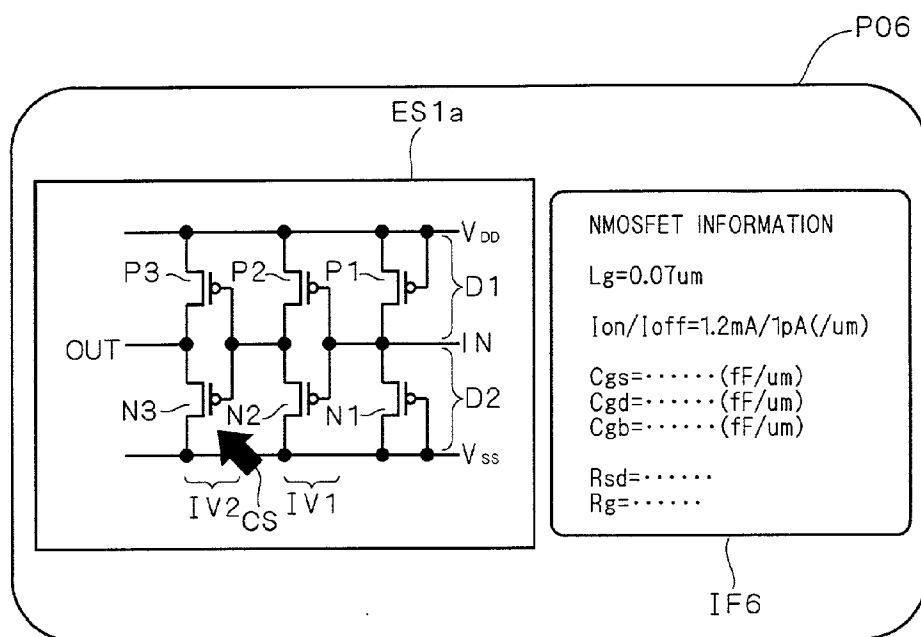 P06
ES1a
VDD
P3 P2 P1 D1
OUT IN
N3 N2 N1 D2
VSS
IV2 CS IV1
NMOSFET INFORMATION
Lg=0.07um
Ion/Ioff=1.2mA/1pA(/um)
Cgs=······(fF/um)
Cgd=······(fF/um)
Cgb=······(fF/um)
Rsd=······
Rg=······
IF6